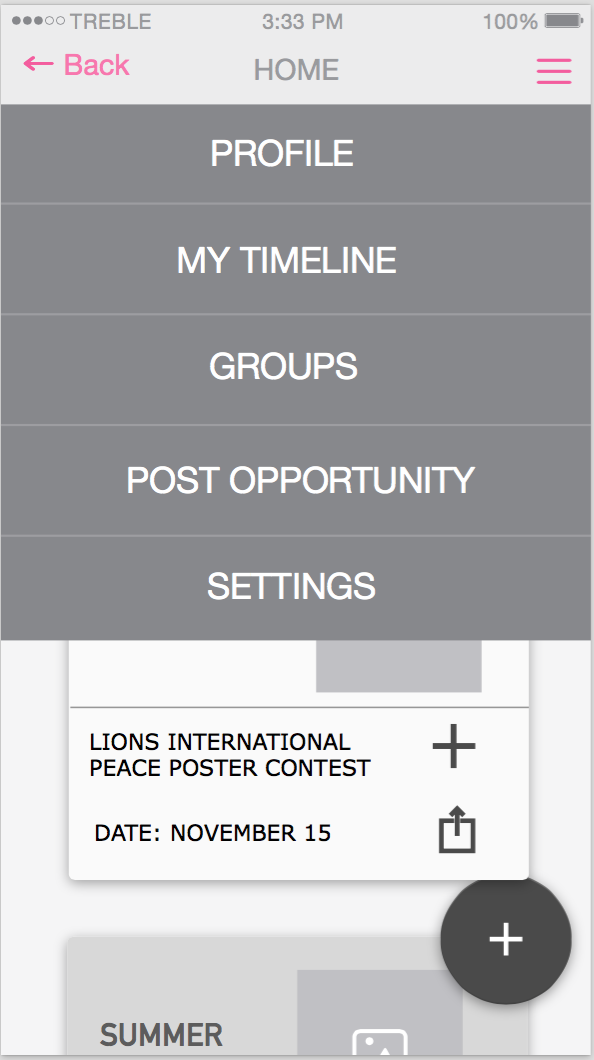 TREBLE 3:33 PM 100%
Back HOME
PROFILE
MY TIMELINE
GROUPS
POST OPPORTUNITY
SETTINGS
LIONS INTERNATIONAL
PEACE POSTER CONTEST
DATE: NOVEMBER 15
SUMMER